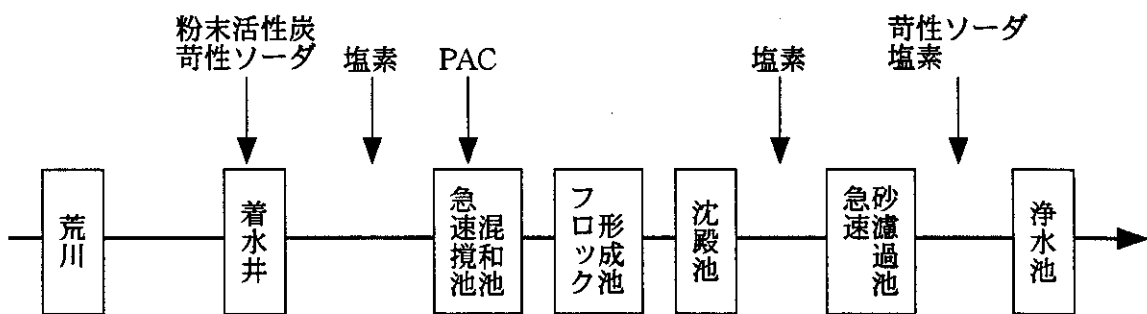 粉末活性炭
苛性ソーダ
塩素
PAC
塩素
苛性ソーダ
塩素
荒川
着水井
急速攪池
混和池
フロック
形成池
沈殿池
急速
砂濾過池
浄水池